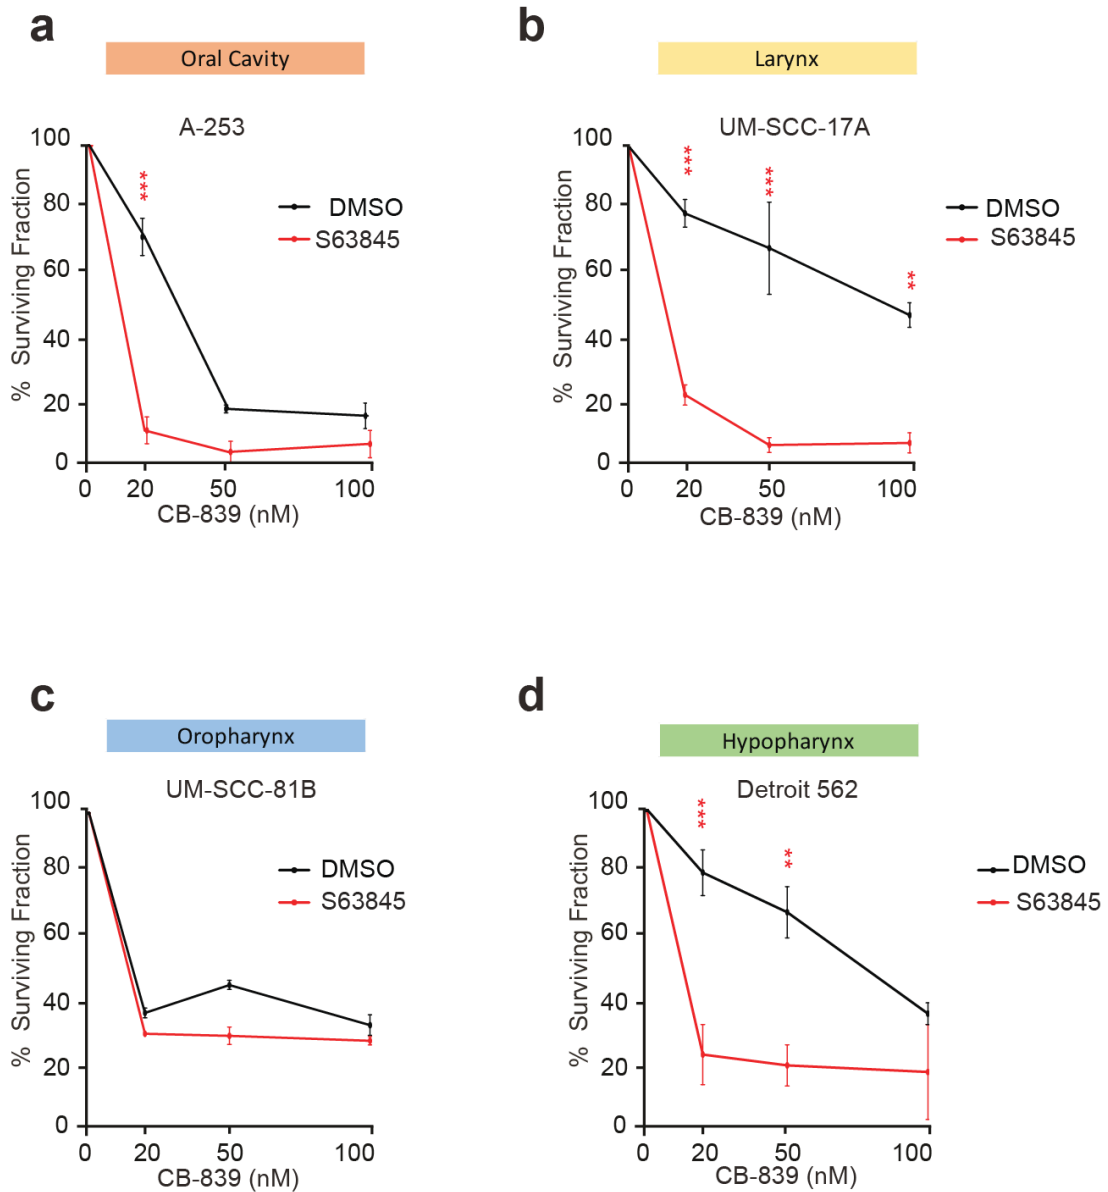 a
Oral Cavity
A-253
% Surviving Fraction
100
80
60
40
20
0
***
DMSO
S63845
0 20 50 100
CB-839 (nM)
b
Larynx
UM-SCC-17A
% Surviving Fraction
100
80
60
40
20
0
***
***
**
DMSO
S63845
0 20 50 100
CB-839 (nM)
c
Oropharynx
UM-SCC-81B
% Surviving Fraction
100
80
60
40
20
0
DMSO
S63845
0 20 50 100
CB-839 (nM)
d
Hypopharynx
Detroit 562
% Surviving Fraction
100
80
60
40
20
0
***
**
DMSO
S63845
0 20 50 100
CB-839 (nM)